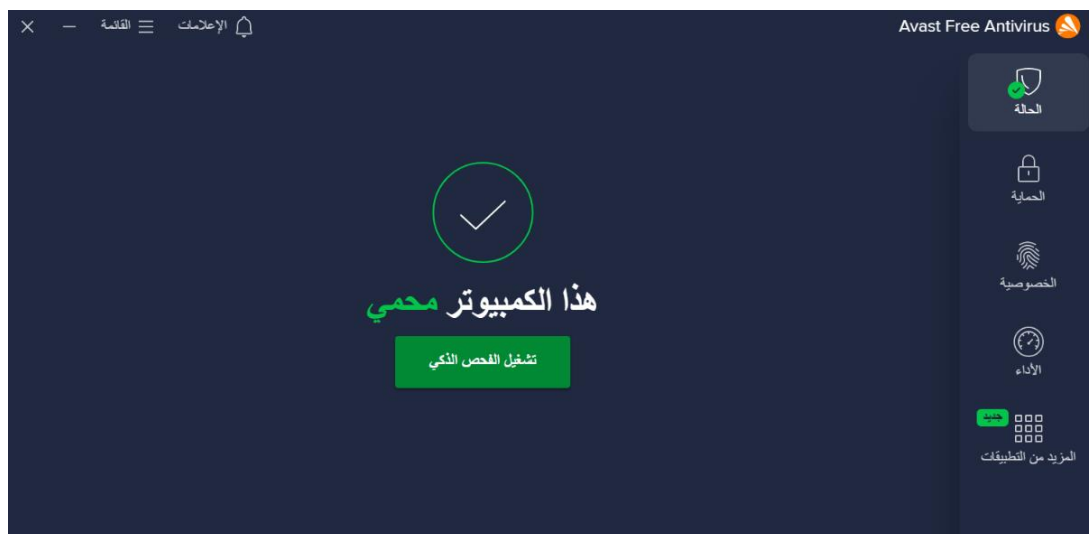 Avast Free Antivirus
الإعلامات
القائمة
الحالة
الحماية
الخصوصية
الأداء
جديد
المزيد من التطبيقات
هذا الكمبيوتر محمي
تشغيل الفحص الذكي